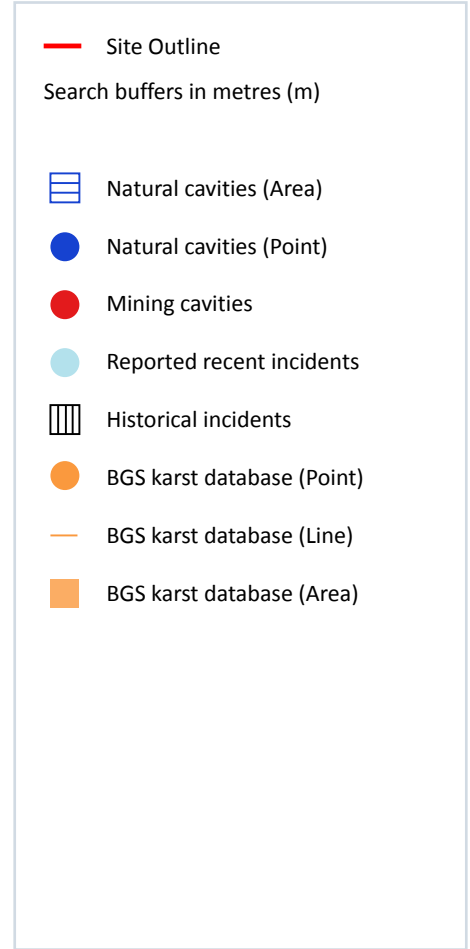 Site Outline
Search buffers in metres (m)
Natural cavities (Area)
Natural cavities (Point)
Mining cavities
Reported recent incidents
Historical incidents
BGS karst database (Point)
BGS karst database (Line)
BGS karst database (Area)